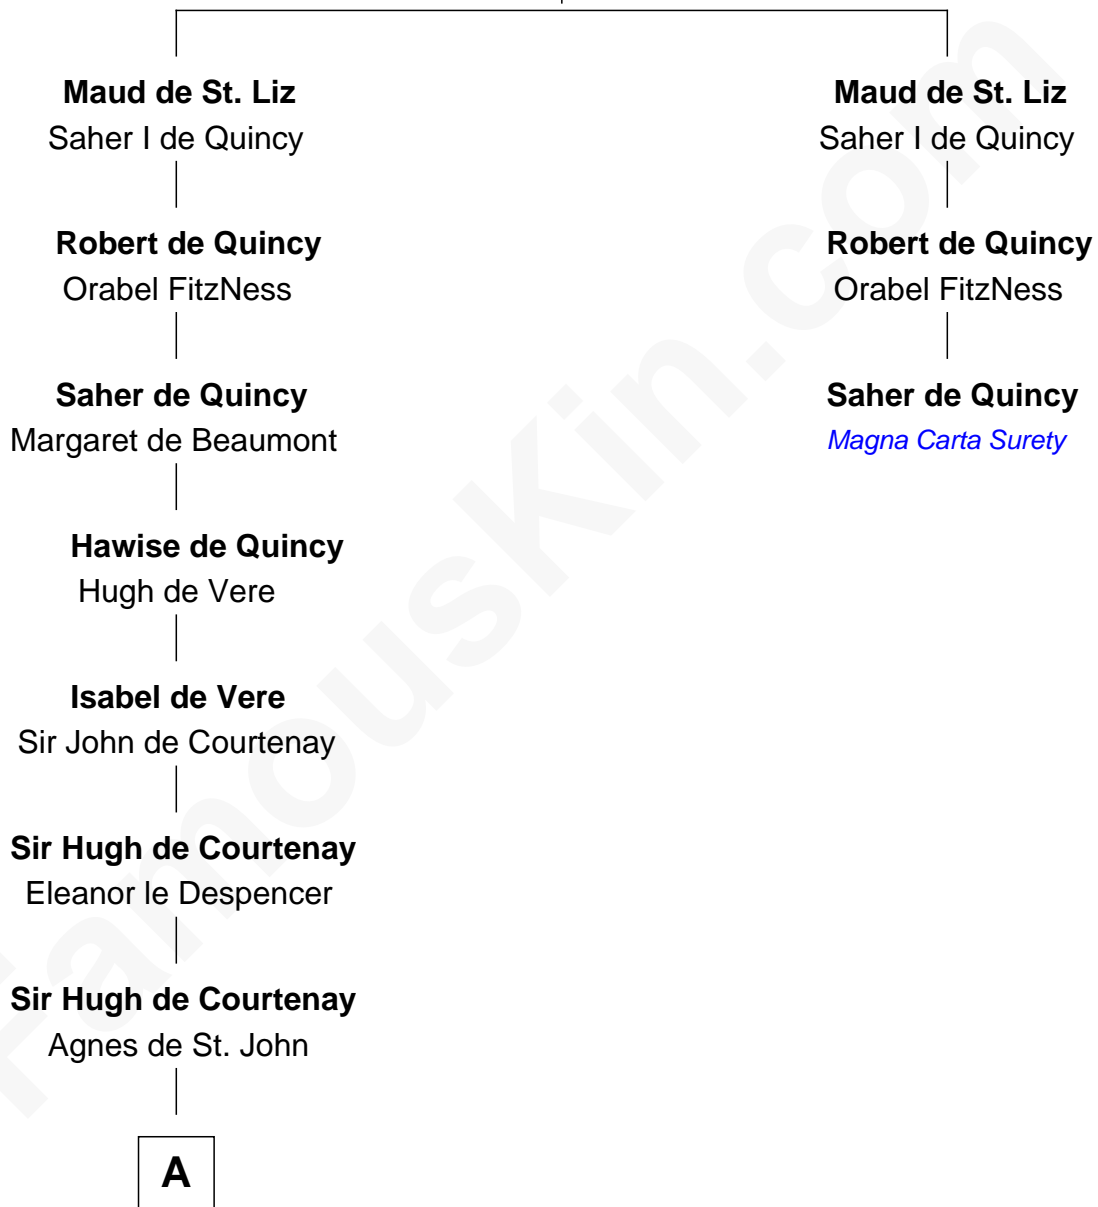 Maud de St. Liz
Saher I de Quincy
Robert de Quincy
Orabel FitzNess
Saher de Quincy
Margaret de Beaumont
Hawise de Quincy
Hugh de Vere
Isabel de Vere
Sir John de Courtenay
Sir Hugh de Courtenay
Eleanor le Despencer
Sir Hugh de Courtenay
Agnes de St. John
A
Maud de St. Liz
Saher I de Quincy
Robert de Quincy
Orabel FitzNess
Saher de Quincy
Magna Carta Surety
FamousKin.com